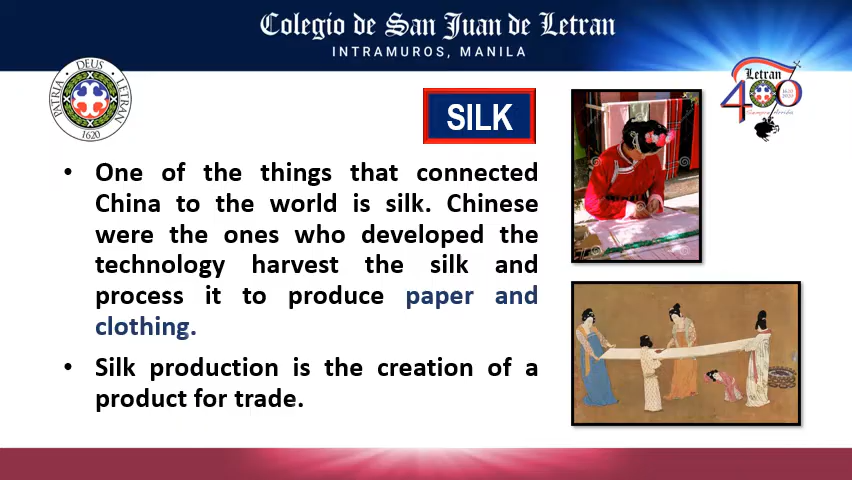 Colegio de San Juan de Letran
INTRAMUROS, MANILA
DEUS
PATRIA
LETRAN
1620
Letran
400
SILK
• One of the things that connected
China to the world is silk. Chinese
were the ones who developed the
technology harvest the silk and
process it to produce paper and
clothing.
• Silk production is the creation of a
product for trade.